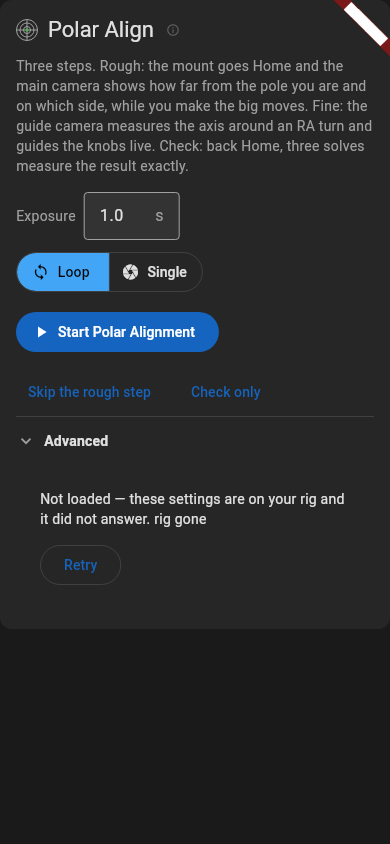 Polar Align
Three steps. Rough: the mount goes Home and the
main camera shows how far from the pole you are and
on which side, while you make the big moves. Fine: the
guide camera measures the axis around an RA turn and
guides the knobs live. Check: back Home, three solves
measure the result exactly.
Exposure 1.0 s
Loop Single
Start Polar Alignment
Skip the rough step Check only
Advanced
Not loaded — these settings are on your rig and
it did not answer. rig gone
Retry